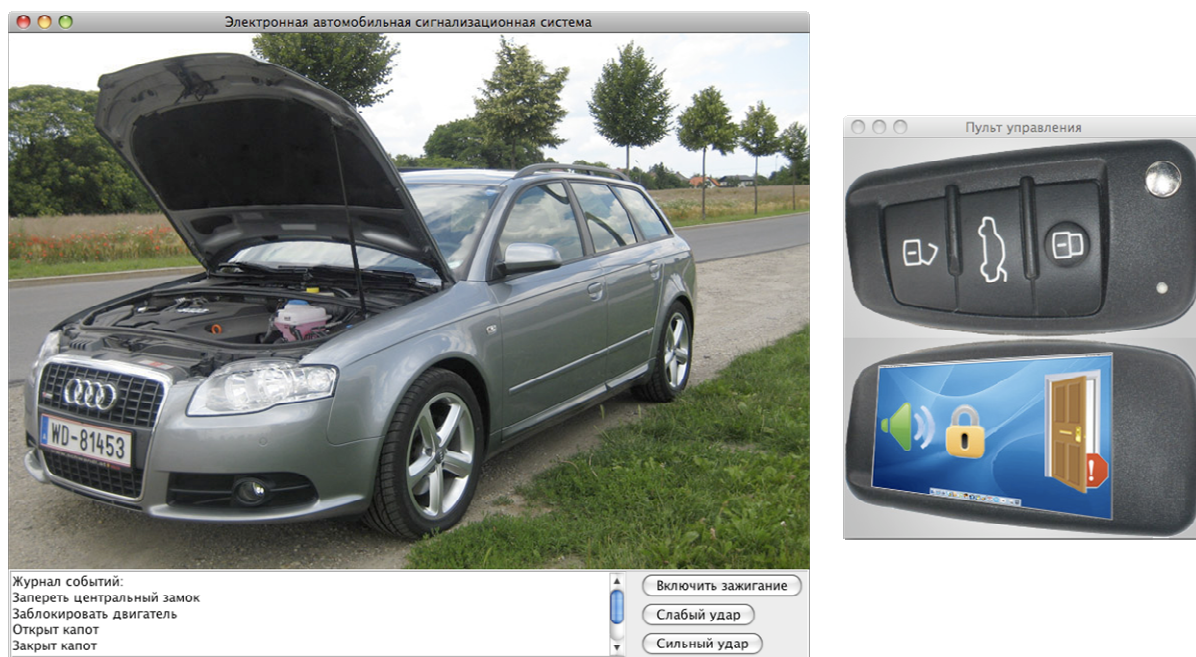 Электронная автомобильная сигнализационная система
WD-81453
Журнал событий:
Запереть центральный замок
Заблокировать двигатель
Открыт капот
Закрыт капот
Включить зажигание
Слабый удар
Сильный удар
Пульт управления